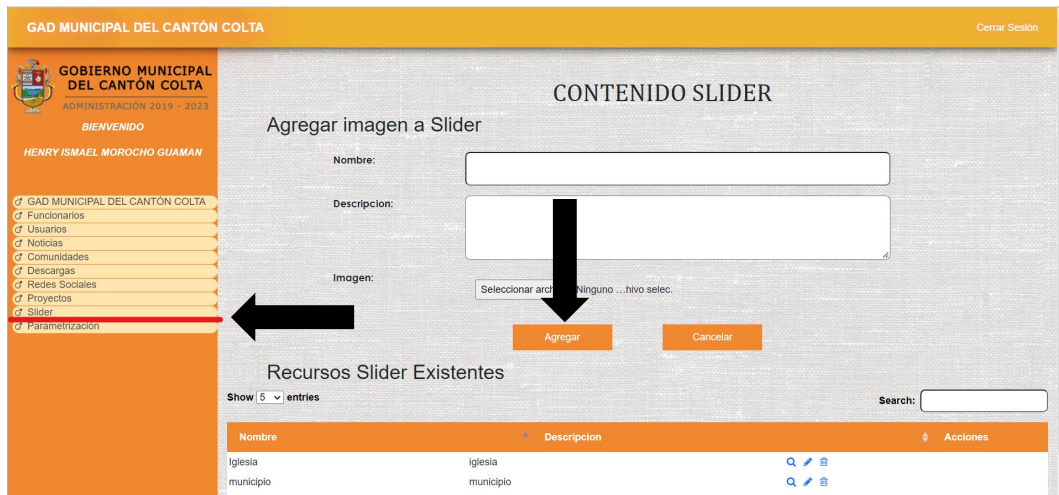 GAD MUNICIPAL DEL CANTÓN COLTA
Cerrar Sesión
GOBIERNO MUNICIPAL
DEL CANTÓN COLTA
ADMINISTRACIÓN 2019 - 2023
BIENVENIDO
HENRY ISMAEL MOROCHO GUAMAN
GAD MUNICIPAL DEL CANTÓN COLTA
Funcionarios
Usuarios
Noticias
Comunidades
Descargas
Redes Sociales
Proyectos
Slider
Parametrización
CONTENIDO SLIDER
Agregar imagen a Slider
Nombre:
Descripcion:
Imagen:
Seleccionar Ninguno ...hivo selec.
Agregar Cancelar
Recursos Slider Existentes
Show 5 entries
Search:
Nombre Descripcion Acciones
Iglesia iglesia
municipio municipio